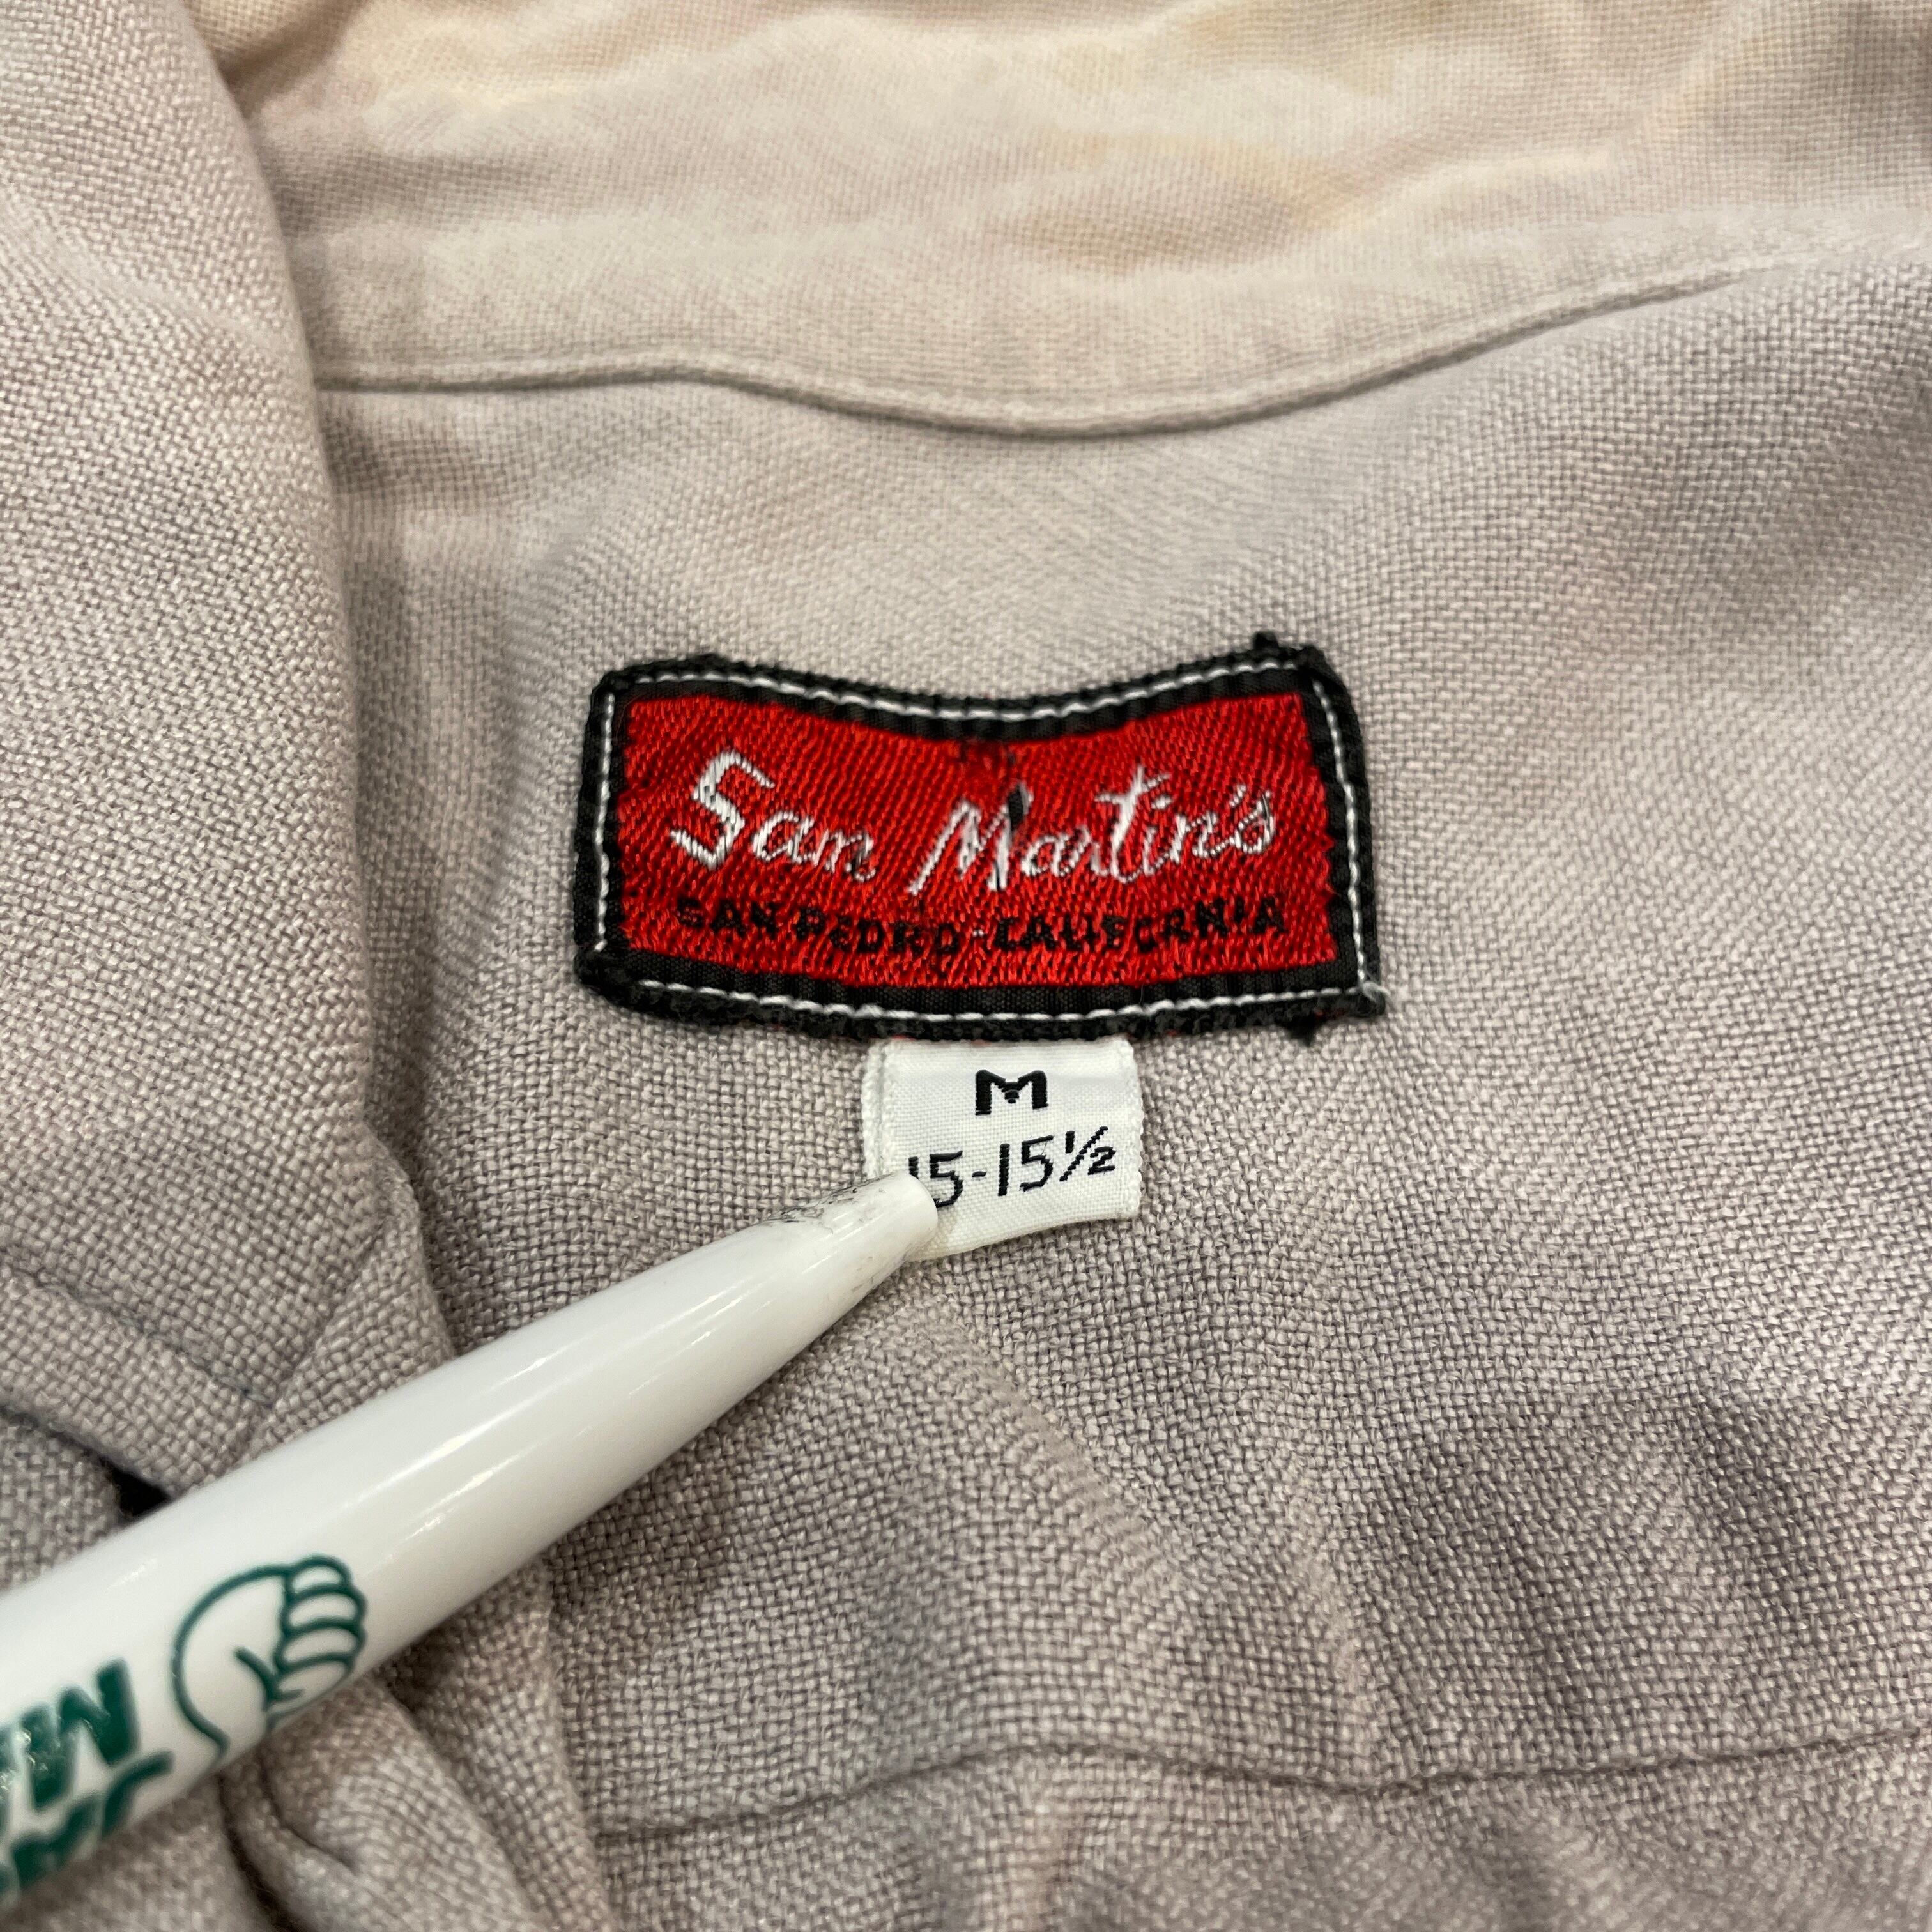 San Martin's
SAN PEDRO-CALIFORNIA
M
15-15½